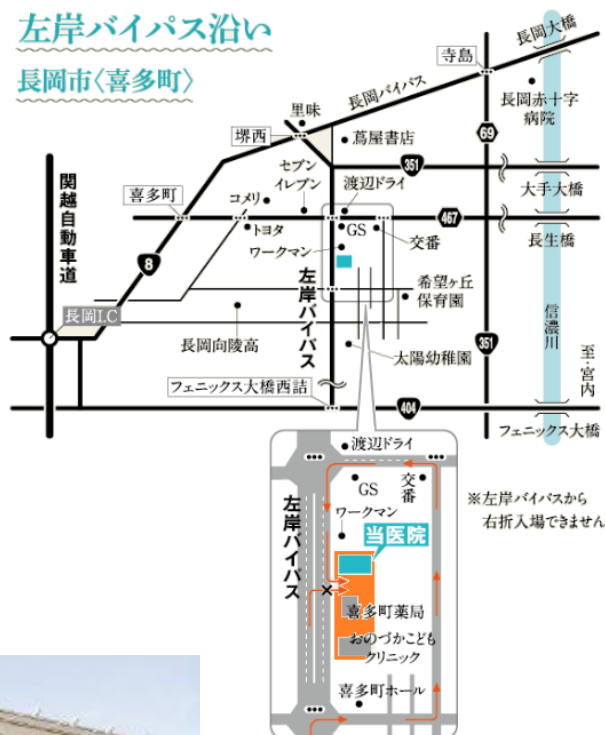 左岸バイパス沿い
長岡市〈喜多町〉
長岡大橋
寺島
長岡バイパス
長岡赤十字
病院
里味
堺西
蔦屋書店
69
351
セブン
イレブン
渡辺ドライ
大手大橋
関越自動車道
喜多町
コメリ
467
トヨタ
GS
交番
長生橋
ワークマン
8
左岸バイパス
希望ヶ丘
保育園
信濃川
長岡I.C
長岡向陵高
太陽幼稚園
351
至・宮内
フェニックス大橋西詰
404
フェニックス大橋
渡辺ドライ
GS
交番
左岸バイパス
ワークマン
当医院
※左岸バイパスから
右折入場できません
喜多町薬局
おのづかこども
クリニック
喜多町ホール